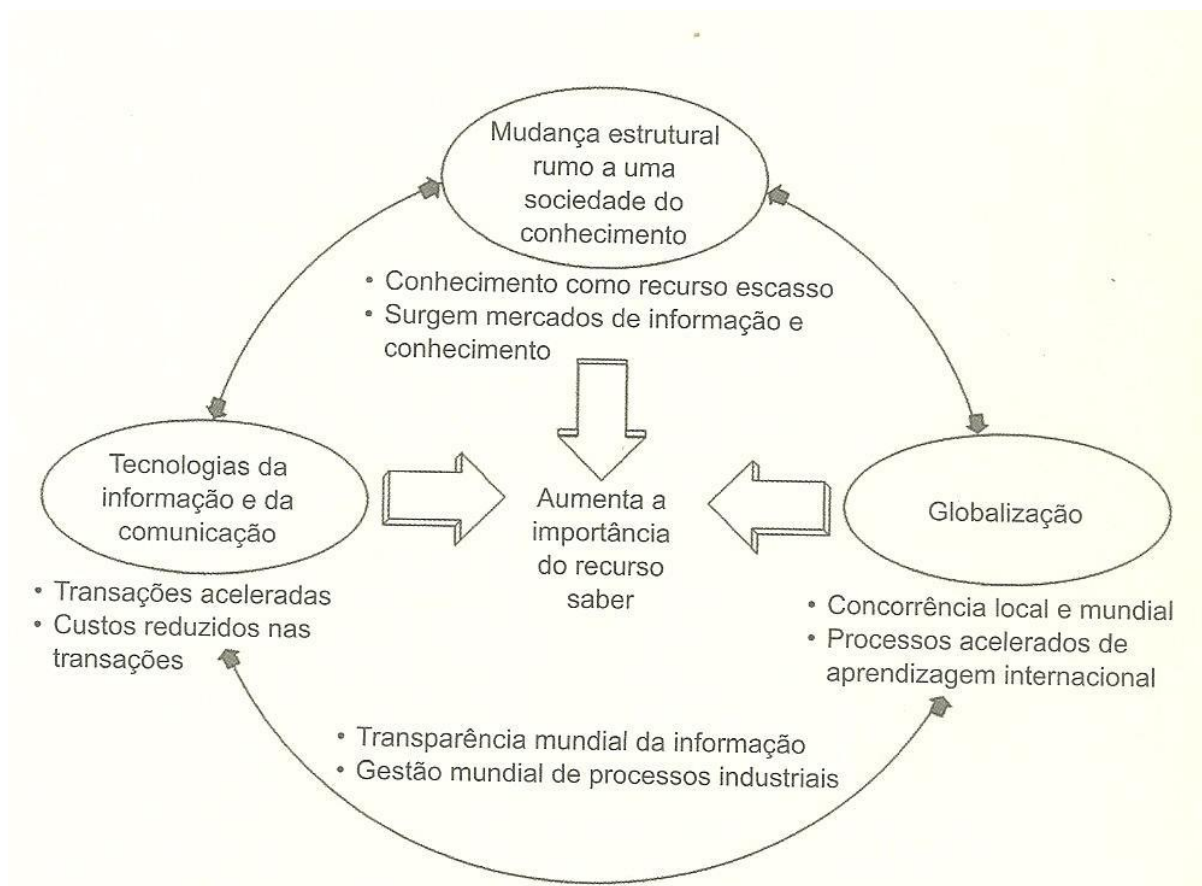 Mudança estrutural
rumo a uma
sociedade do
conhecimento
• Conhecimento como recurso escasso
• Surgem mercados de informação e
conhecimento
Tecnologias da
informação e da
comunicação
• Transações aceleradas
• Custos reduzidos nas
transações
Aumenta a
importância
do recurso
saber
Globalização
• Concorrência local e mundial
• Processos acelerados de
aprendizagem internacional
• Transparência mundial da informação
• Gestão mundial de processos industriais